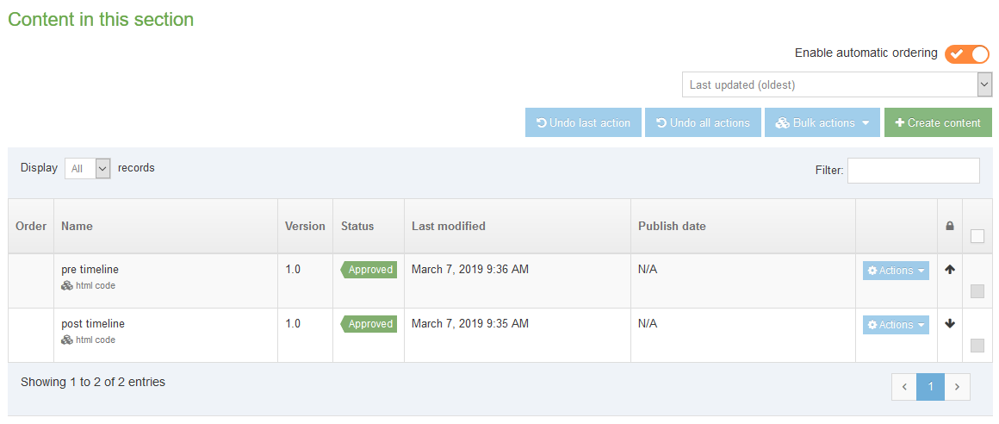 Content in this section
Enable automatic ordering
Last updated (oldest)
Undo last action Undo all actions Bulk actions Create content
Display All records Filter:
Order Name Version Status Last modified Publish date
pre timeline 1.0 Approved March 7, 2019 9:36 AM N/A Actions
html code
post timeline 1.0 Approved March 7, 2019 9:35 AM N/A Actions
html code
Showing 1 to 2 of 2 entries 1